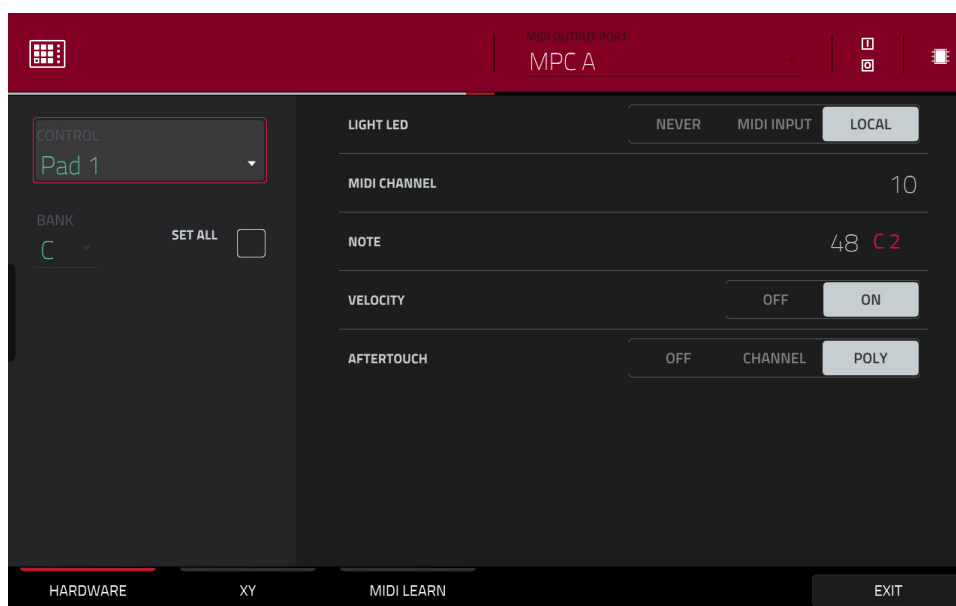 MIDI OUTPUT PORT
MPC A
I
O
CONTROL
Pad 1
BANK
C
SET ALL
LIGHT LED
NEVER MIDI INPUT LOCAL
MIDI CHANNEL
10
NOTE
48 C 2
VELOCITY
OFF ON
AFTERTOUCH
OFF CHANNEL POLY
HARDWARE XY MIDI LEARN EXIT